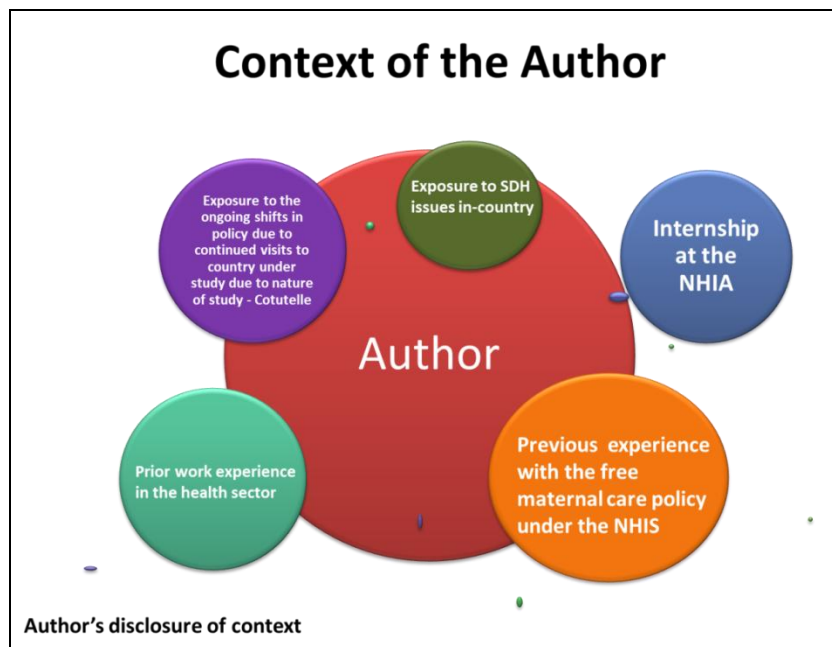 Context of the Author
Exposure to the
ongoing shifts in
policy due to
continued visits to
country under
study due to nature
of study - Cotutelle
Exposure to SDH
issues in-country
Internship
at the
NHIA
Author
Prior work experience
in the health sector
Previous experience
with the free
maternal care policy
under the NHIS
Author's disclosure of context